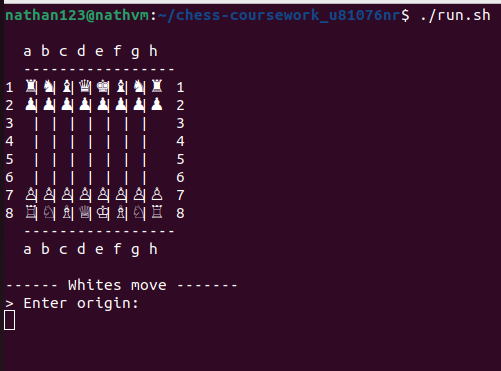 nathan123@nathvm:~/chess-coursework_u81076nr$ ./run.sh
a b c d e f g h
-----------------
1 ♜|♞|♝|♛|♚|♝|♞|♜ 1
2 ♟|♟|♟|♟|♟|♟|♟|♟ 2
3 | | | | | | | 3
4 | | | | | | | 4
5 | | | | | | | 5
6 | | | | | | | 6
7 ♙|♙|♙|♙|♙|♙|♙|♙ 7
8 ♖|♘|♗|♕|♔|♗|♘|♖ 8
-----------------
a b c d e f g h
------ Whites move -------
> Enter origin: